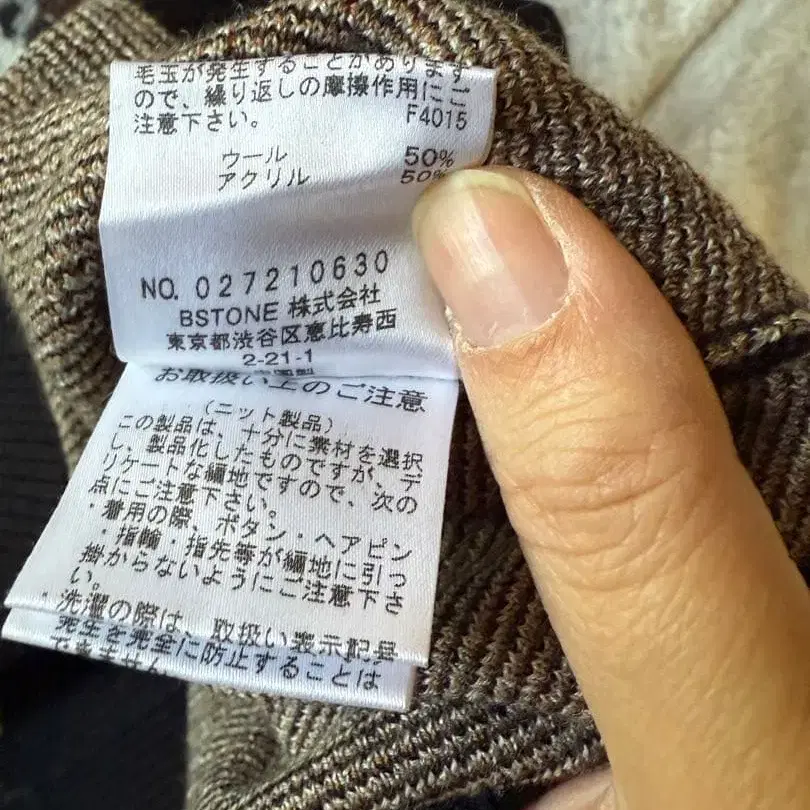 毛玉が発生することがあります
ので、繰り返しの摩擦作用にご
注意下さい。
F4015
ウール 50%
アクリル 50%
NO. 027210630
BSTONE 株式会社
東京都渋谷区恵比寿西
2-21-1
お取扱い上のご注意
(ニット製品)
この製品は、十分に素材を選択
し、製品化したものですが、デ
リケートな編地ですので、次の
点にご注意下さい。
・着用の際、ボタン・ヘアピン
・指輪・指先等が編地に引っ
掛からないようにご注意下さ
い。
・洗濯の際は、取扱い表示記号
発生を完全に防止することは
できません